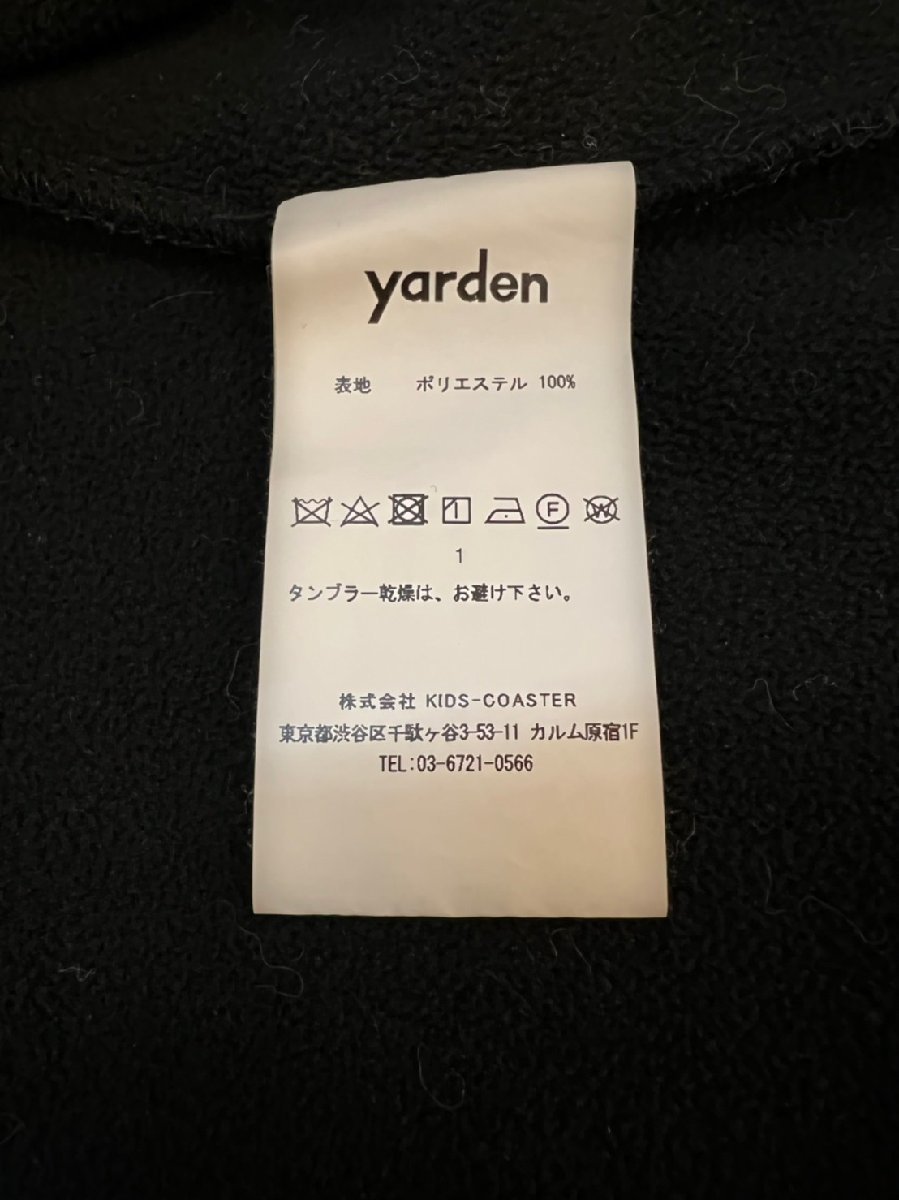 yarden
表地 ポリエステル 100%
F W
1
タンブラー乾燥は、お避け下さい。
株式会社 KIDS-COASTER
東京都渋谷区千駄ヶ谷3-53-11 カルム原宿1F
TEL:03-6721-0566